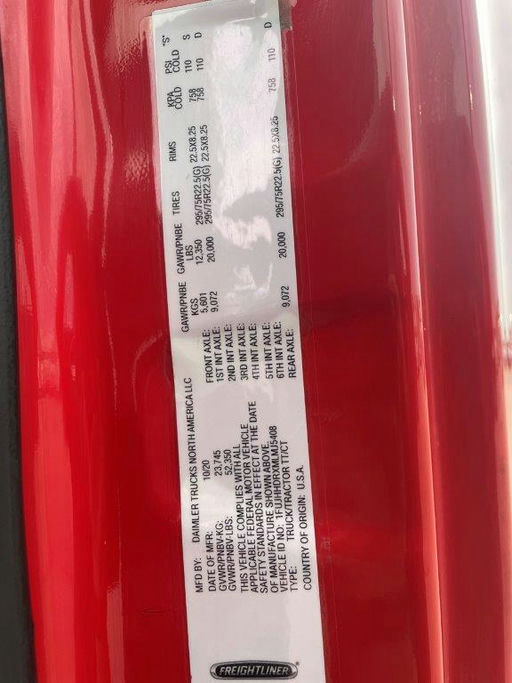 FREIGHTLINER
MFD BY: DAIMLER TRUCKS NORTH AMERICA LLC
DATE OF MFR: 10/20
GVWR/PNBV-KG: 23,745
GVWR/PNBV-LBS: 52,350
THIS VEHICLE COMPLIES WITH ALL
APPLICABLE FEDERAL MOTOR VEHICLE
SAFETY STANDARDS IN EFFECT AT THE DATE
OF MANUFACTURE SHOWN ABOVE.
VEHICLE ID NO: 1FUJHHDRXMLMJ5408
TYPE: TRUCK/TRACTOR TT/CT
COUNTRY OF ORIGIN: U.S.A.
GAWR/PNBE GAWR/PNBE TIRES RIMS KPA PSI "S"
KGS LBS COLD COLD D
FRONT AXLE: 5,601 12,350 295/75R22.5(G) 22.5X8.25 758 110 S
1ST INT AXLE: 9,072 20,000 295/75R22.5(G) 22.5X8.25 758 110 D
2ND INT AXLE:
3RD INT AXLE:
4TH INT AXLE:
5TH INT AXLE:
6TH INT AXLE:
REAR AXLE: 9,072 20,000 295/75R22.5(G) 22.5X8.25 758 110 D